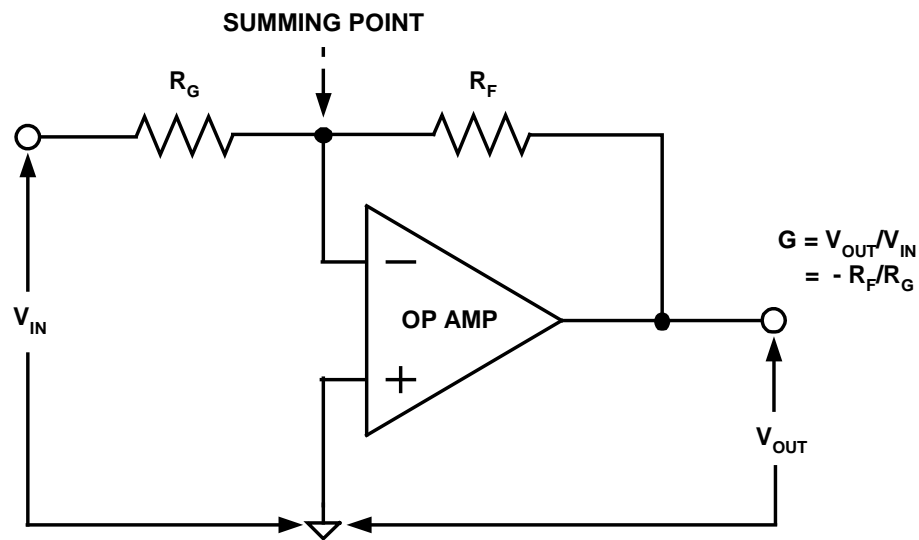 SUMMING POINT
R_G
R_F
G = V_OUT/V_IN
= - R_F/R_G
−
OP AMP
V_IN
+
V_OUT